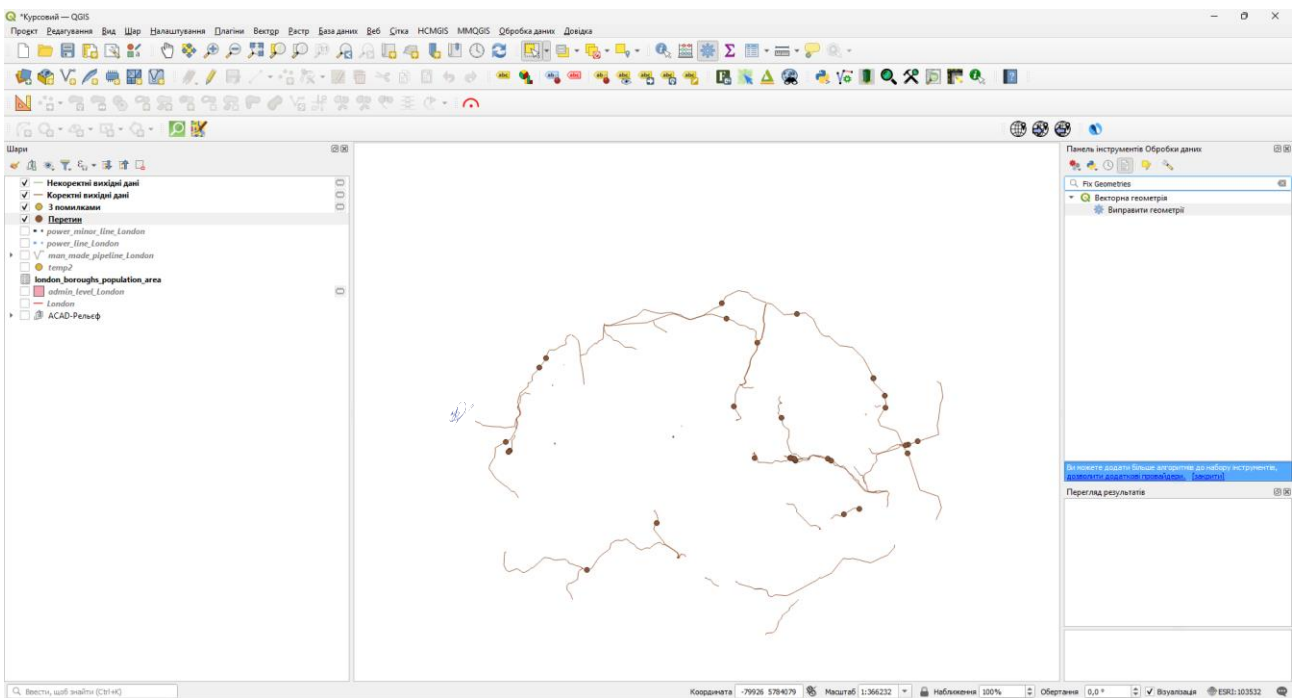 *Курсовий — QGIS
Проєкт Редагування Вид Шар Налаштування Плагіни Вектор Растр База даних Веб Сітка HCMGIS MMQGIS Обробка даних Довідка
Шари
Некоректні вихідні дані
Коректні вихідні дані
З помилками
Перетин
power_minor_line_London
power_line_London
man_made_pipeline_London
temp2
london_boroughs_population_area
admin_level_London
London
ACAD-Рельєф
Панель інструментів Обробки даних
Fix Geometries
Векторна геометрія
Виправити геометрії
Ви можете додати більше алгоритмів до набору інструментів,
дозволити додаткові провайдери. [закрити]
Перегляд результатів
Ввести, щоб знайти (Ctrl+K)
Координата -79926 5784079 Масштаб 1:366232 Наближення 100% Обертання 0,0 ° Візуалізація ESRI:103532